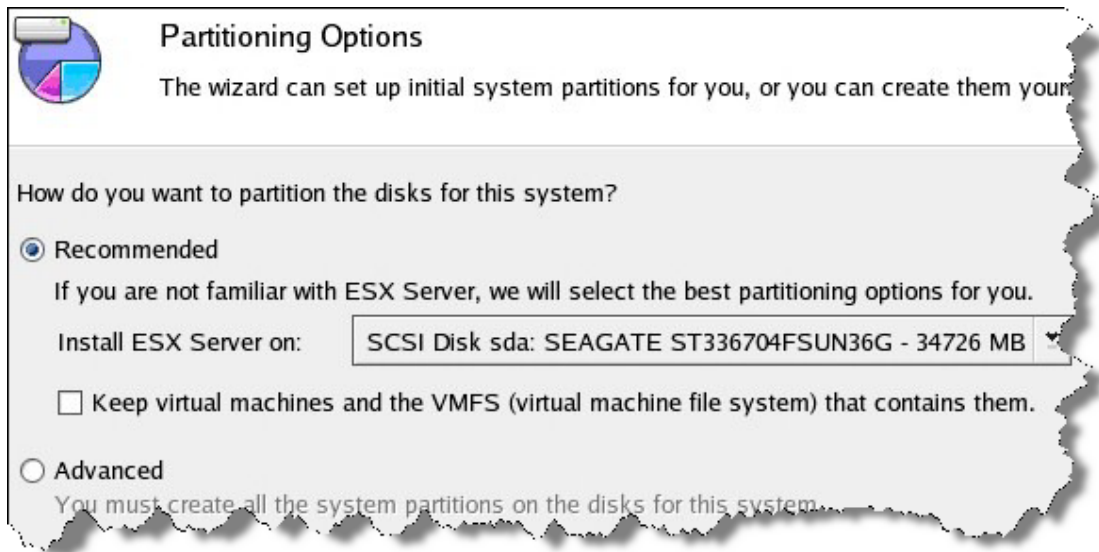 Partitioning Options
The wizard can set up initial system partitions for you, or you can create them
How do you want to partition the disks for this system?
Recommended
If you are not familiar with ESX Server, we will select the best partitioning options for you.
Install ESX Server on: SCSI Disk sda: SEAGATE ST336704FSUN36G - 34726 MB
Keep virtual machines and the VMFS (virtual machine file system) that contains them.
Advanced
You must create all the system partitions on the disks for this system